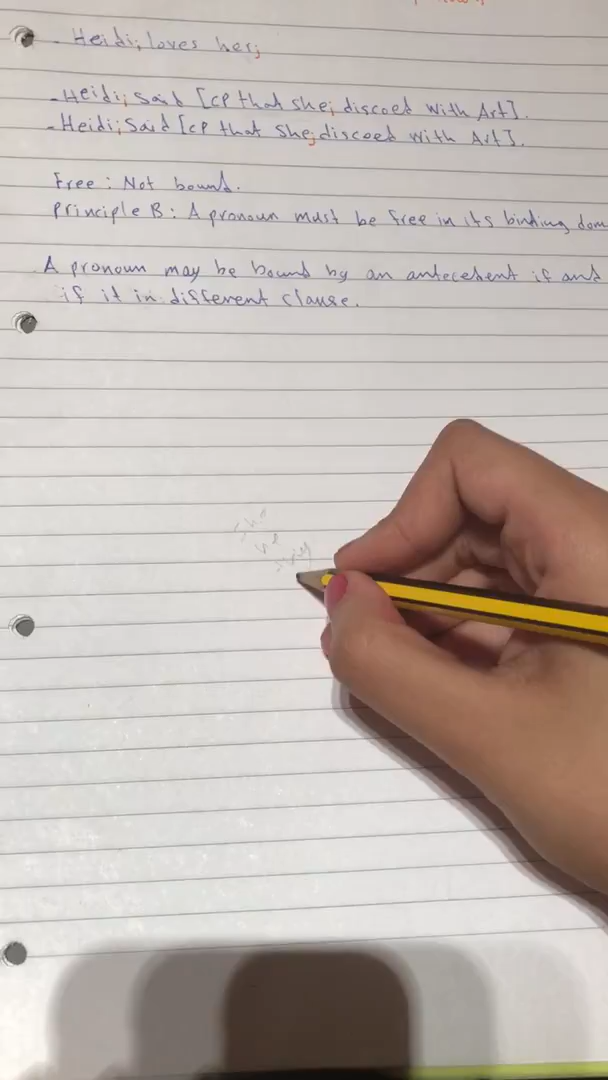 - Heidiᵢ loves herⱼ
- Heidiᵢ said [CP that sheᵢ discoed with Art].
- Heidiᵢ said [CP that sheⱼ discoed with Art].
Free: Not bound.
Principle B: A pronoun must be free in its binding dom
A pronoun may be bound by an antecedent if and
if it in different clause.